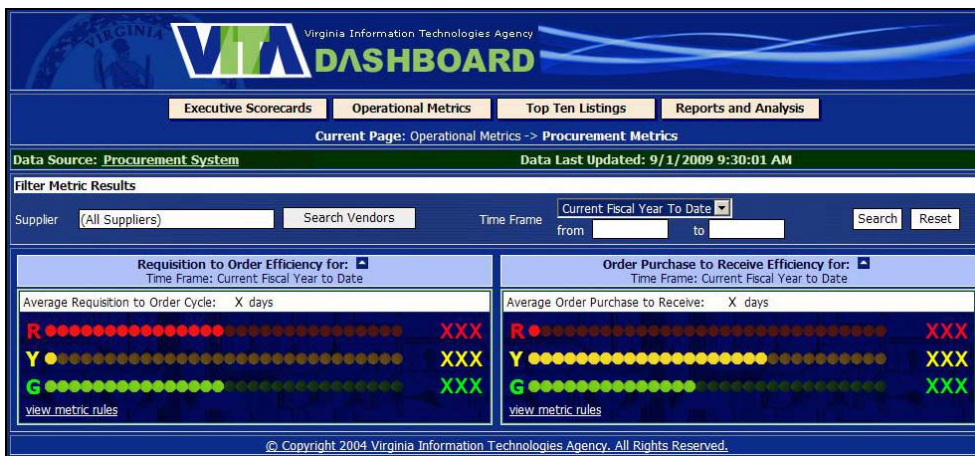 VIRGINIA
VITA
Virginia Information Technologies Agency
DASHBOARD
Executive Scorecards Operational Metrics Top Ten Listings Reports and Analysis
Current Page: Operational Metrics -> Procurement Metrics
Data Source: Procurement System Data Last Updated: 9/1/2009 9:30:01 AM
Filter Metric Results
Supplier (All Suppliers) Search Vendors Time Frame Current Fiscal Year To Date Search Reset
from to
Requisition to Order Efficiency for:
Time Frame: Current Fiscal Year to Date
Average Requisition to Order Cycle: X days
R XXX
Y XXX
G XXX
view metric rules
Order Purchase to Receive Efficiency for:
Time Frame: Current Fiscal Year to Date
Average Order Purchase to Receive: X days
R XXX
Y XXX
G XXX
view metric rules
© Copyright 2004 Virginia Information Technologies Agency. All Rights Reserved.